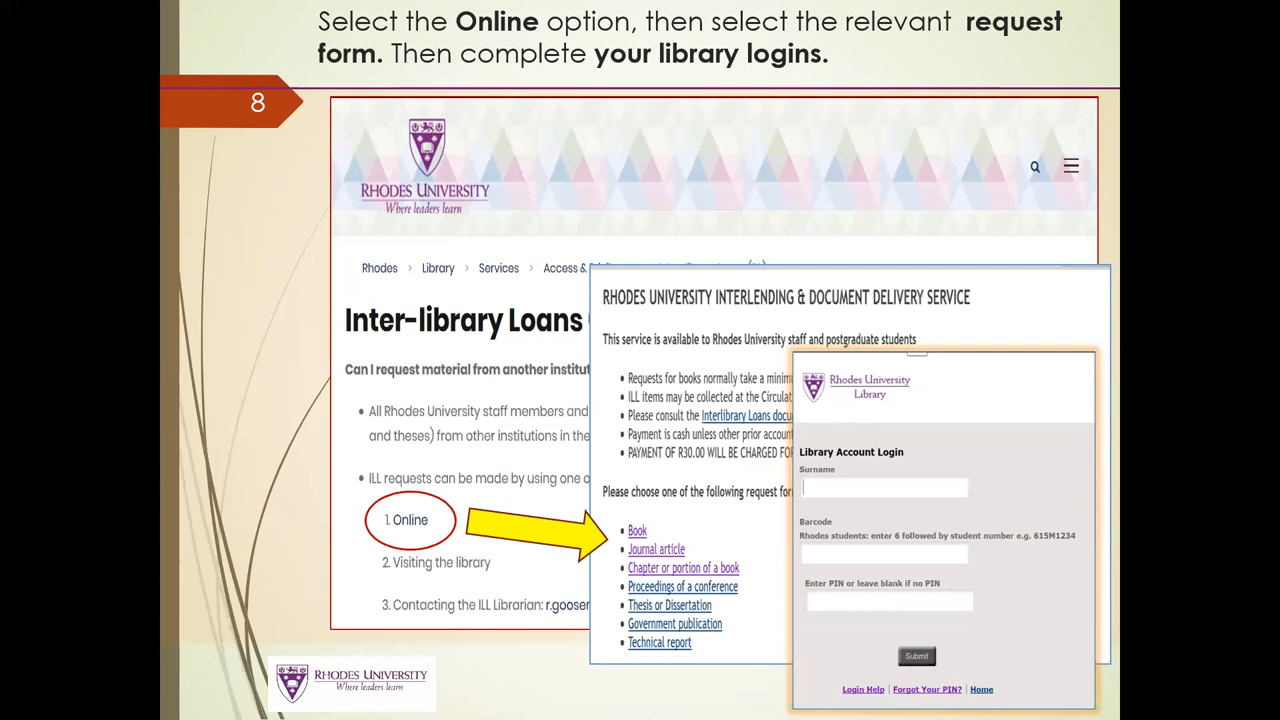 Select the Online option, then select the relevant request
form. Then complete your library logins.
8
RHODES UNIVERSITY
Where leaders learn
Rhodes > Library > Services > Access &
Inter-library Loans
Can I request material from another
All Rhodes University staff members and
and theses) from other institutions in the
ILL requests can be made by using one
1. Online
2. Visiting the library
3. Contacting the ILL Librarian:
RHODES UNIVERSITY INTERLENDING & DOCUMENT DELIVERY SERVICE
This service is available to Rhodes University staff and postgraduate students
• Requests for books normally take a
• ILL items may be collected at the
• Please consult the Interlibrary Loans
• Payment is cash unless other prior
• PAYMENT OF R30.00 WILL BE CHARGED
Please choose one of the following request
• Book
• Journal article
• Chapter or portion of a book
• Proceedings of a conference
• Thesis or Dissertation
• Government publication
• Technical report
Rhodes University
Library
Library Account Login
Surname
Barcode
Rhodes students: enter 6 followed by student number e.g. 615M1234
Enter PIN or leave blank if no PIN
Submit
Login Help | Forgot Your PIN? | Home
RHODES UNIVERSITY
Where leaders learn